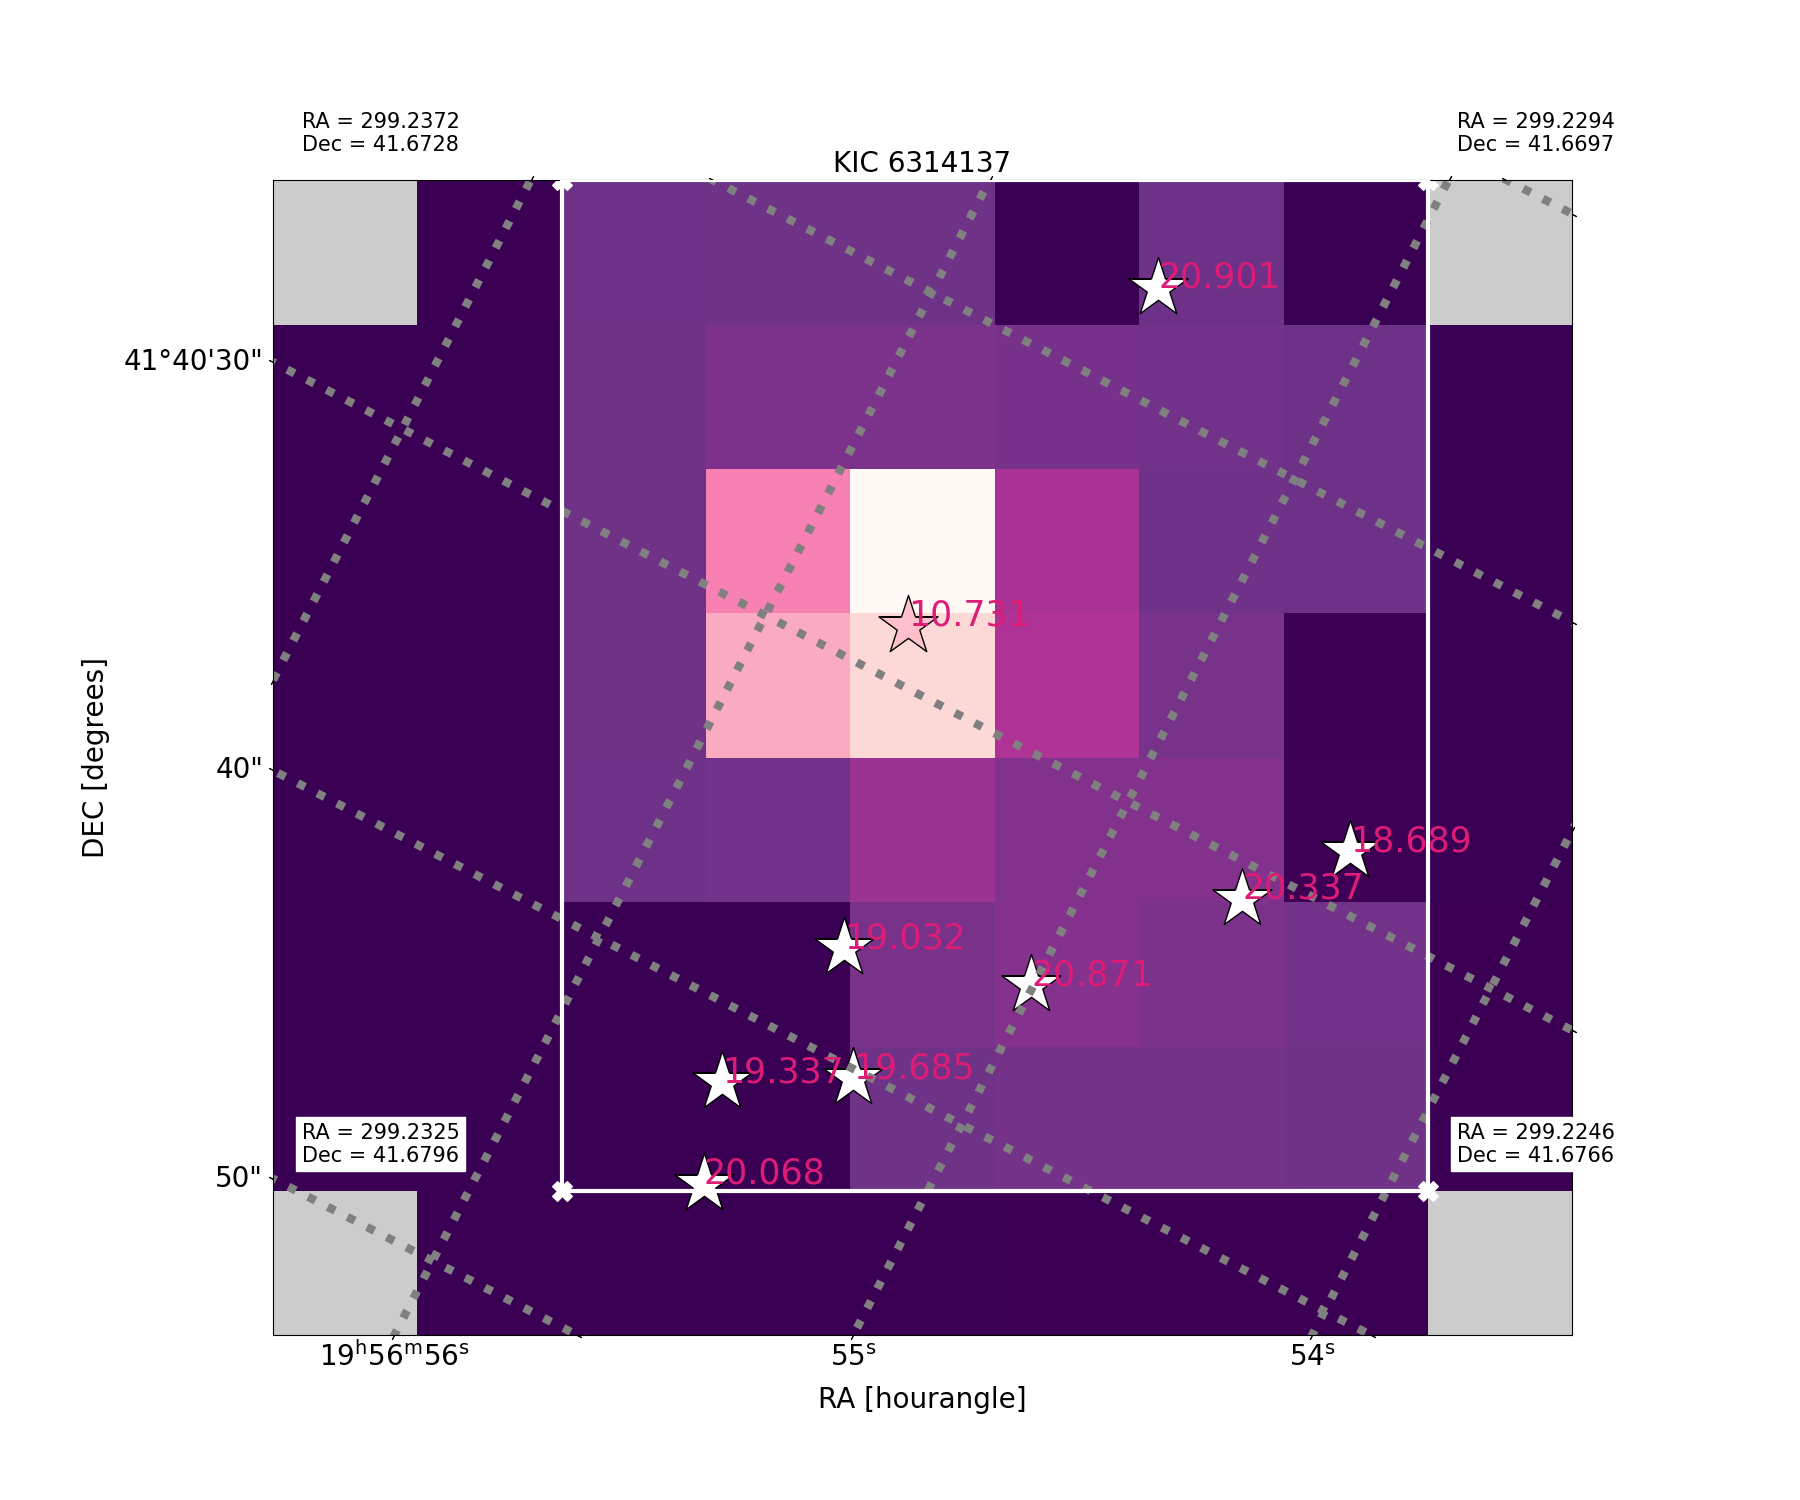 RA = 299.2372
Dec = 41.6728
RA = 299.2294
Dec = 41.6697
KIC 6314137
20.901
41°40'30"
10.731
DEC [degrees]
40"
18.689
20.337
19.032
20.871
19.337
19.685
RA = 299.2325
Dec = 41.6796
RA = 299.2246
Dec = 41.6766
50"
20.068
19ʰ56ᵐ56ˢ
55ˢ
54ˢ
RA [hourangle]